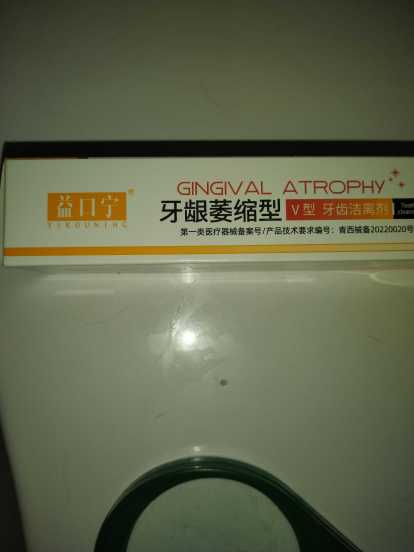 益口宁®
YIKOUNING
GINGIVAL ATROPHY
牙龈萎缩型 V型 牙齿洁离剂
第一类医疗器械备案号/产品技术要求编号：青西械备20220020号